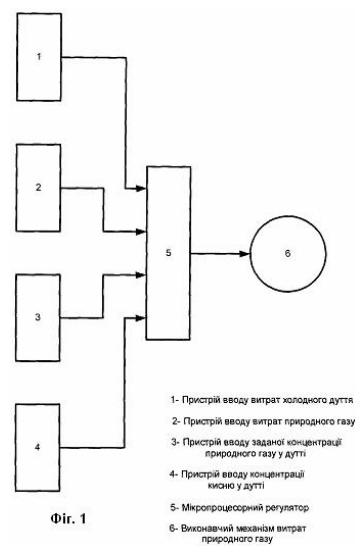 1
2
3
4
5
6
1- Пристрій вводу витрат холодного дуття
2- Пристрій вводу витрат природного газу
3- Пристрій вводу заданої концентрації
природного газу у дутті
4- Пристрій вводу концентрації
кисню у дутті
5- Мікропроцесорний регулятор
6- Виконавчий механізм витрат
природного газу
Фіг. 1